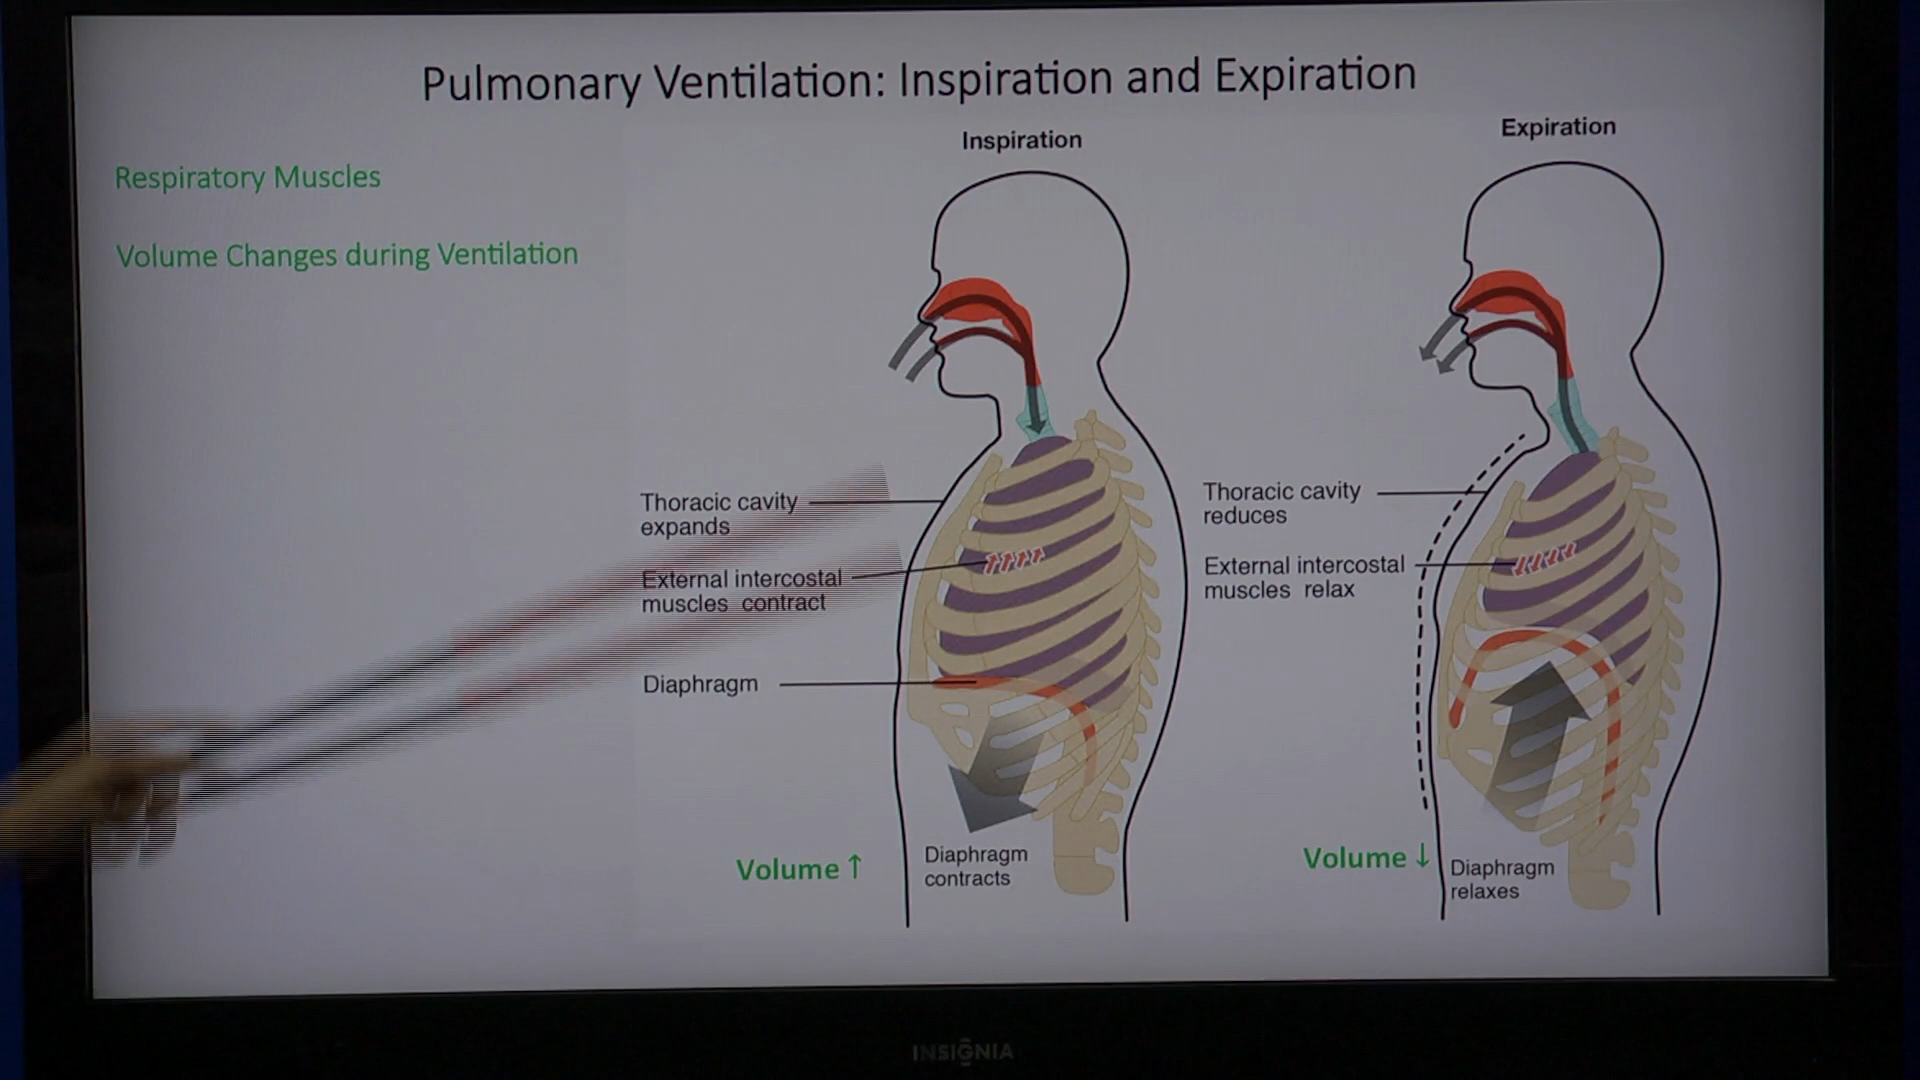 Pulmonary Ventilation: Inspiration and Expiration
Respiratory Muscles
Volume Changes during Ventilation
Inspiration
Thoracic cavity
expands
External intercostal
muscles contract
Diaphragm
Volume ↑
Diaphragm
contracts
Expiration
Thoracic cavity
reduces
External intercostal
muscles relax
Volume ↓
Diaphragm
relaxes
INSIGNIA